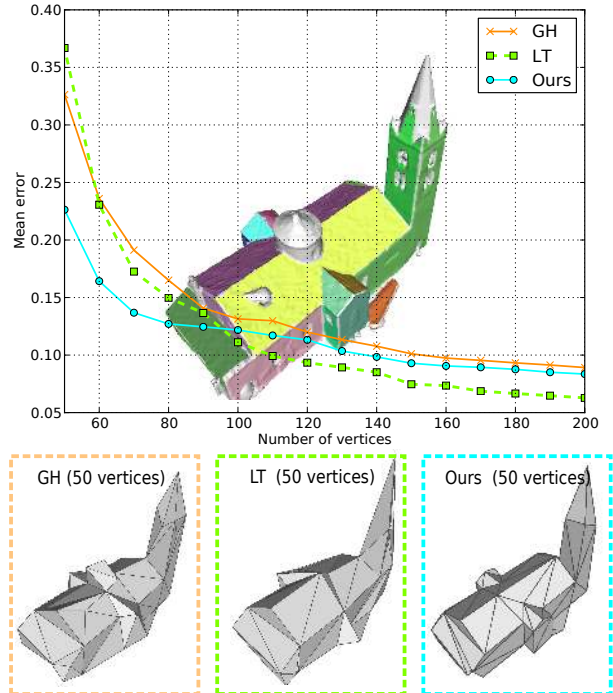 0.40
0.35
0.30
0.25
0.20
0.15
0.10
0.05
Mean error
GH
LT
Ours
60 80 100 120 140 160 180 200
Number of vertices
GH (50 vertices)
LT (50 vertices)
Ours (50 vertices)